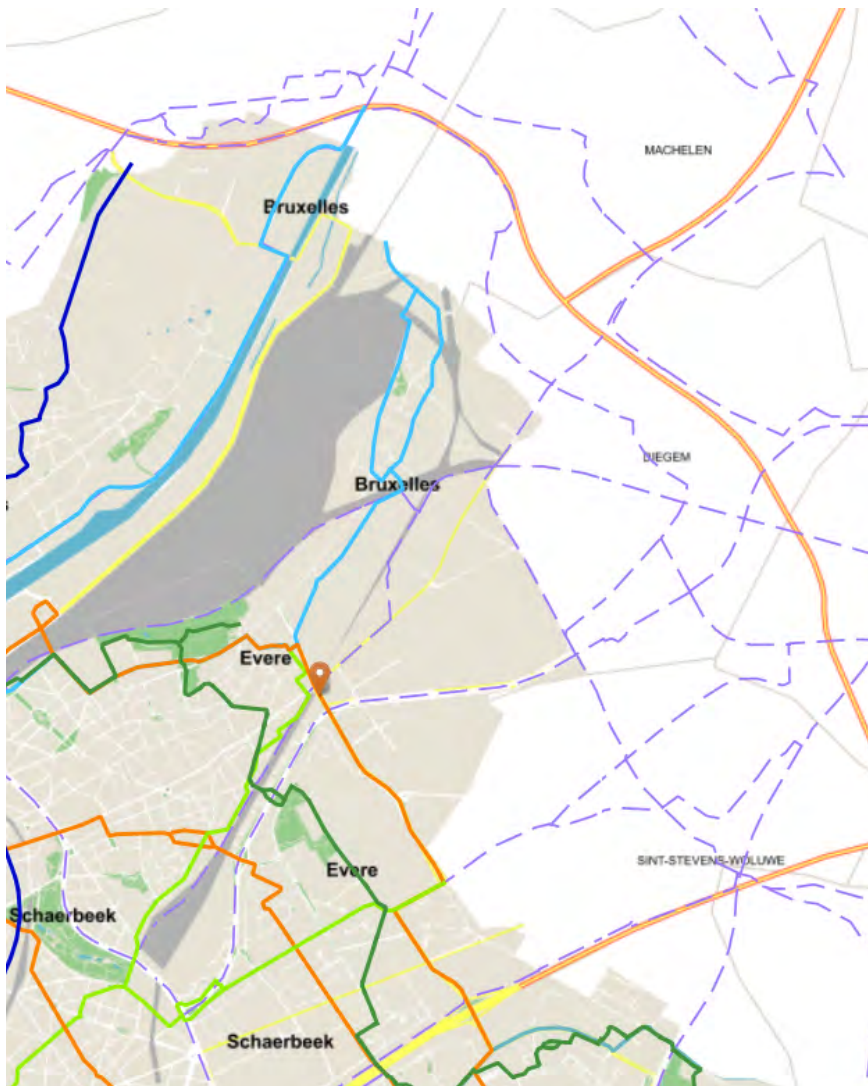 MACHELEN
Bruxelles
DIEGEM
Bruxelles
s
Evere
SINT-STEVENS-WOLUWE
Evere
Schaerbeek
Schaerbeek